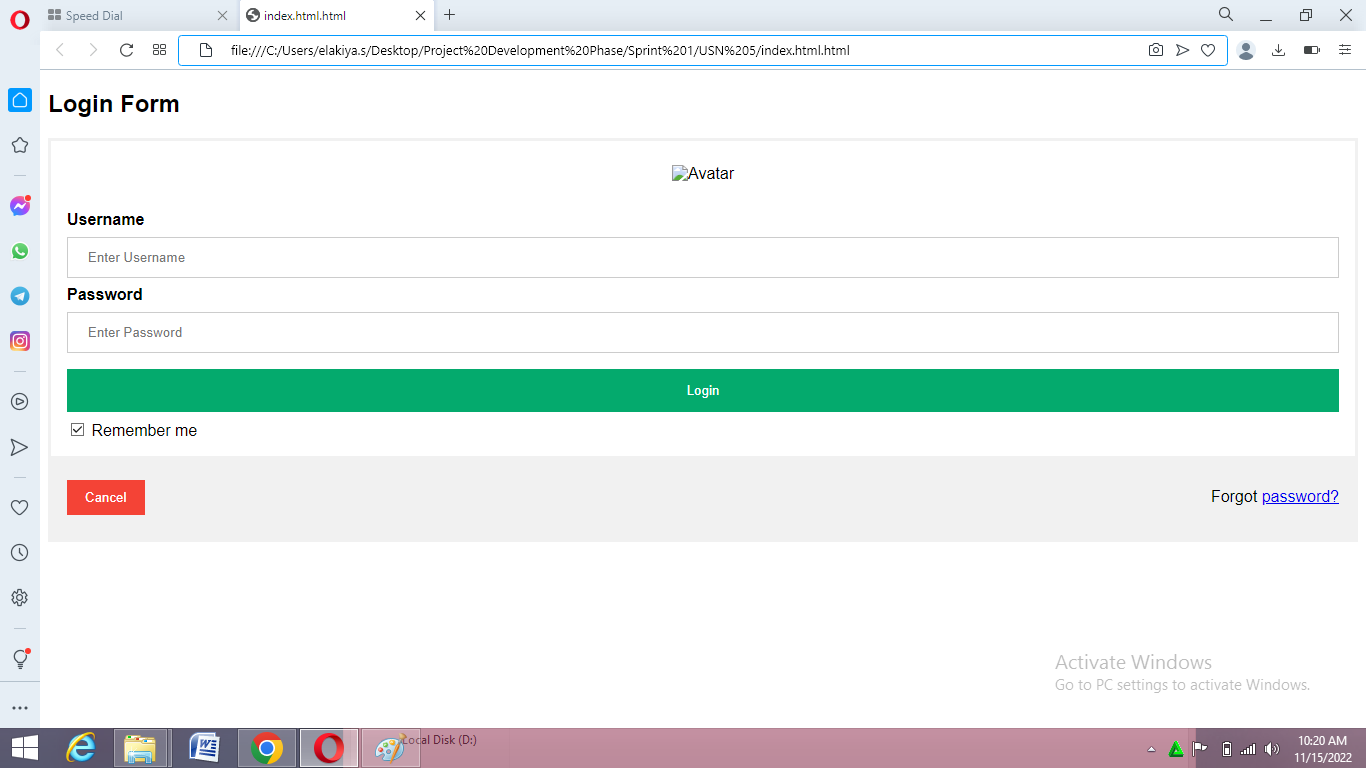 Speed Dial
index.html.html
file:///C:/Users/elakiya.s/Desktop/Project%20Development%20Phase/Sprint%201/USN%205/index.html.html
Login Form
Avatar
Username
Enter Username
Password
Enter Password
Login
Remember me
Cancel
Forgot password?
Activate Windows
Go to PC settings to activate Windows.
Local Disk (D:)
10:20 AM
11/15/2022